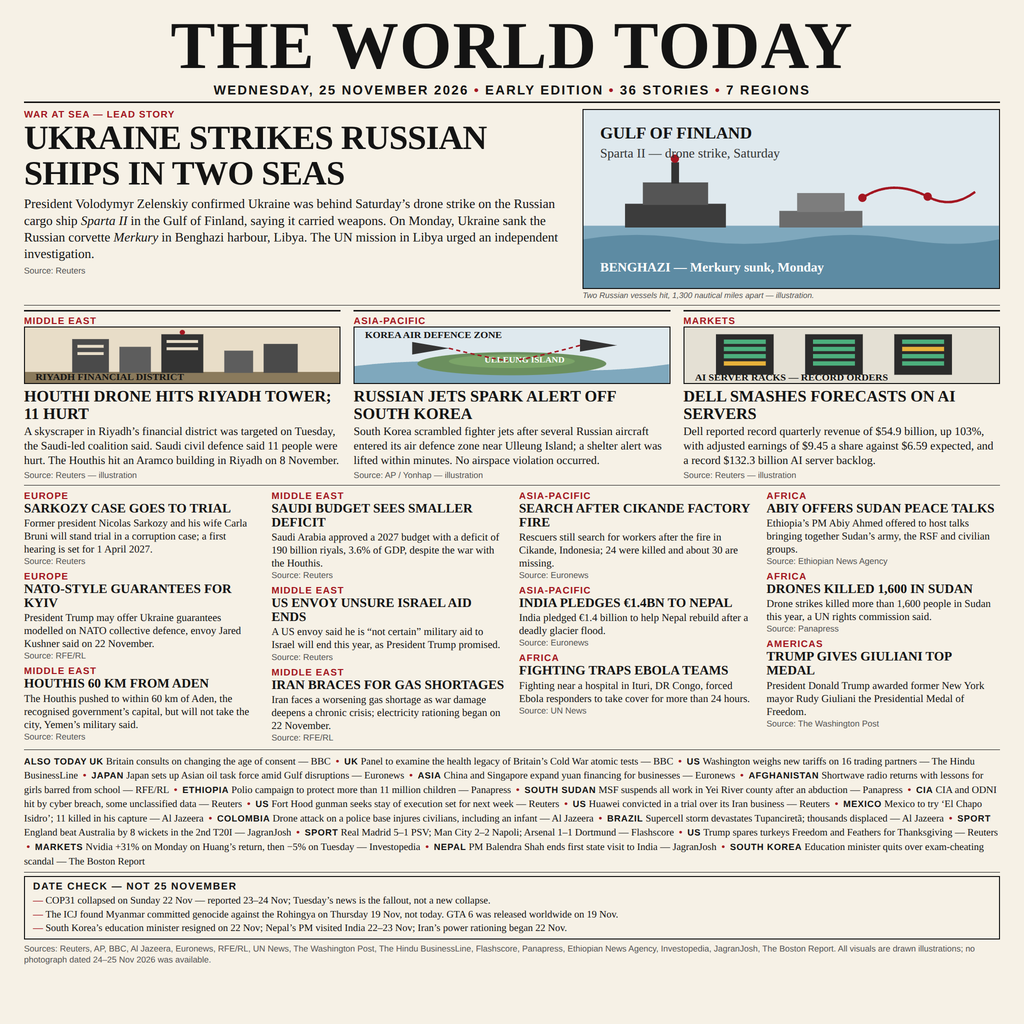 THE WORLD TODAY
WEDNESDAY, 25 NOVEMBER 2026 • EARLY EDITION • 36 STORIES • 7 REGIONS
WAR AT SEA — LEAD STORY
UKRAINE STRIKES RUSSIAN
SHIPS IN TWO SEAS
President Volodymyr Zelenskiy confirmed Ukraine was behind Saturday’s drone strike on the Russian
cargo ship Sparta II in the Gulf of Finland, saying it carried weapons. On Monday, Ukraine sank the
Russian corvette Merkury in Benghazi harbour, Libya. The UN mission in Libya urged an independent
investigation.
Source: Reuters
GULF OF FINLAND
Sparta II — drone strike, Saturday
BENGHAZI — Merkury sunk, Monday
Two Russian vessels hit, 1,300 nautical miles apart — illustration.
MIDDLE EAST
RIYADH FINANCIAL DISTRICT
HOUTHI DRONE HITS RIYADH TOWER;
11 HURT
A skyscraper in Riyadh’s financial district was targeted on Tuesday,
the Saudi-led coalition said. Saudi civil defence said 11 people were
hurt. The Houthis hit an Aramco building in Riyadh on 8 November.
Source: Reuters — illustration
ASIA-PACIFIC
KOREA AIR DEFENCE ZONE
ULLEUNG ISLAND
RUSSIAN JETS SPARK ALERT OFF
SOUTH KOREA
South Korea scrambled fighter jets after several Russian aircraft
entered its air defence zone near Ulleung Island; a shelter alert was
lifted within minutes. No airspace violation occurred.
Source: AP / Yonhap — illustration
MARKETS
AI SERVER RACKS — RECORD ORDERS
DELL SMASHES FORECASTS ON AI
SERVERS
Dell reported record quarterly revenue of $54.9 billion, up 103%,
with adjusted earnings of $9.45 a share against $6.59 expected, and
a record $132.3 billion AI server backlog.
Source: Reuters — illustration
EUROPE
SARKOZY CASE GOES TO TRIAL
Former president Nicolas Sarkozy and his wife Carla
Bruni will stand trial in a corruption case; a first
hearing is set for 1 April 2027.
Source: Reuters
EUROPE
NATO-STYLE GUARANTEES FOR
KYIV
President Trump may offer Ukraine guarantees
modelled on NATO collective defence, envoy Jared
Kushner said on 22 November.
Source: RFE/RL
MIDDLE EAST
HOUTHIS 60 KM FROM ADEN
The Houthis pushed to within 60 km of Aden, the
recognised government’s capital, but will not take the
city, Yemen’s military said.
Source: Reuters
MIDDLE EAST
SAUDI BUDGET SEES SMALLER
DEFICIT
Saudi Arabia approved a 2027 budget with a deficit of
190 billion riyals, 3.6% of GDP, despite the war with
the Houthis.
Source: Reuters
MIDDLE EAST
US ENVOY UNSURE ISRAEL AID
ENDS
A US envoy said he is “not certain” military aid to
Israel will end this year, as President Trump promised.
Source: Reuters
MIDDLE EAST
IRAN BRACES FOR GAS SHORTAGES
Iran faces a worsening gas shortage as war damage
deepens a chronic crisis; electricity rationing began on
22 November.
Source: RFE/RL
ASIA-PACIFIC
SEARCH AFTER CIKANDE FACTORY
FIRE
Rescuers still search for workers after the fire in
Cikande, Indonesia; 24 were killed and about 30 are
missing.
Source: Euronews
ASIA-PACIFIC
INDIA PLEDGES €1.4BN TO NEPAL
India pledged €1.4 billion to help Nepal rebuild after a
deadly glacier flood.
Source: Euronews
AFRICA
FIGHTING TRAPS EBOLA TEAMS
Fighting near a hospital in Ituri, DR Congo, forced
Ebola responders to take cover for more than 24 hours.
Source: UN News
AFRICA
ABIY OFFERS SUDAN PEACE TALKS
Ethiopia’s PM Abiy Ahmed offered to host talks
bringing together Sudan’s army, the RSF and civilian
groups.
Source: Ethiopian News Agency
AFRICA
DRONES KILLED 1,600 IN SUDAN
Drone strikes killed more than 1,600 people in Sudan
this year, a UN rights commission said.
Source: Panapress
AMERICAS
TRUMP GIVES GIULIANI TOP
MEDAL
President Donald Trump awarded former New York
mayor Rudy Giuliani the Presidential Medal of
Freedom.
Source: The Washington Post
ALSO TODAY UK Britain consults on changing the age of consent — BBC • UK Panel to examine the health legacy of Britain’s Cold War atomic tests — BBC • US Washington weighs new tariffs on 16 trading partners — The Hindu
BusinessLine • JAPAN Japan sets up Asian oil task force amid Gulf disruptions — Euronews • ASIA China and Singapore expand yuan financing for businesses — Euronews • AFGHANISTAN Shortwave radio returns with lessons for
girls barred from school — RFE/RL • ETHIOPIA Polio campaign to protect more than 11 million children — Panapress • SOUTH SUDAN MSF suspends all work in Yei River county after an abduction — Panapress • CIA CIA and ODNI
hit by cyber breach, some unclassified data — Reuters • US Fort Hood gunman seeks stay of execution set for next week — Reuters • US Huawei convicted in a trial over its Iran business — Reuters • MEXICO Mexico to try ‘El Chapo
Isidro’; 11 killed in his capture — Al Jazeera • COLOMBIA Drone attack on a police base injures civilians, including an infant — Al Jazeera • BRAZIL Supercell storm devastates Tupanciretã; thousands displaced — Al Jazeera • SPORT
England beat Australia by 8 wickets in the 2nd T20I — JagranJosh • SPORT Real Madrid 5–1 PSV; Man City 2–2 Napoli; Arsenal 1–1 Dortmund — Flashscore • US Trump spares turkeys Freedom and Feathers for Thanksgiving — Reuters
• MARKETS Nvidia +31% on Monday on Huang’s return, then −5% on Tuesday — Investopedia • NEPAL PM Balendra Shah ends first state visit to India — JagranJosh • SOUTH KOREA Education minister quits over exam-cheating
scandal — The Boston Report
DATE CHECK — NOT 25 NOVEMBER
— COP31 collapsed on Sunday 22 Nov — reported 23–24 Nov; Tuesday’s news is the fallout, not a new collapse.
— The ICJ found Myanmar committed genocide against the Rohingya on Thursday 19 Nov, not today. GTA 6 was released worldwide on 19 Nov.
— South Korea’s education minister resigned on 22 Nov; Nepal’s PM visited India 22–23 Nov; Iran’s power rationing began 22 Nov.
Sources: Reuters, AP, BBC, Al Jazeera, Euronews, RFE/RL, UN News, The Washington Post, The Hindu BusinessLine, Flashscore, Panapress, Ethiopian News Agency, Investopedia, JagranJosh, The Boston Report. All visuals are drawn illustrations; no
photograph dated 24–25 Nov 2026 was available.